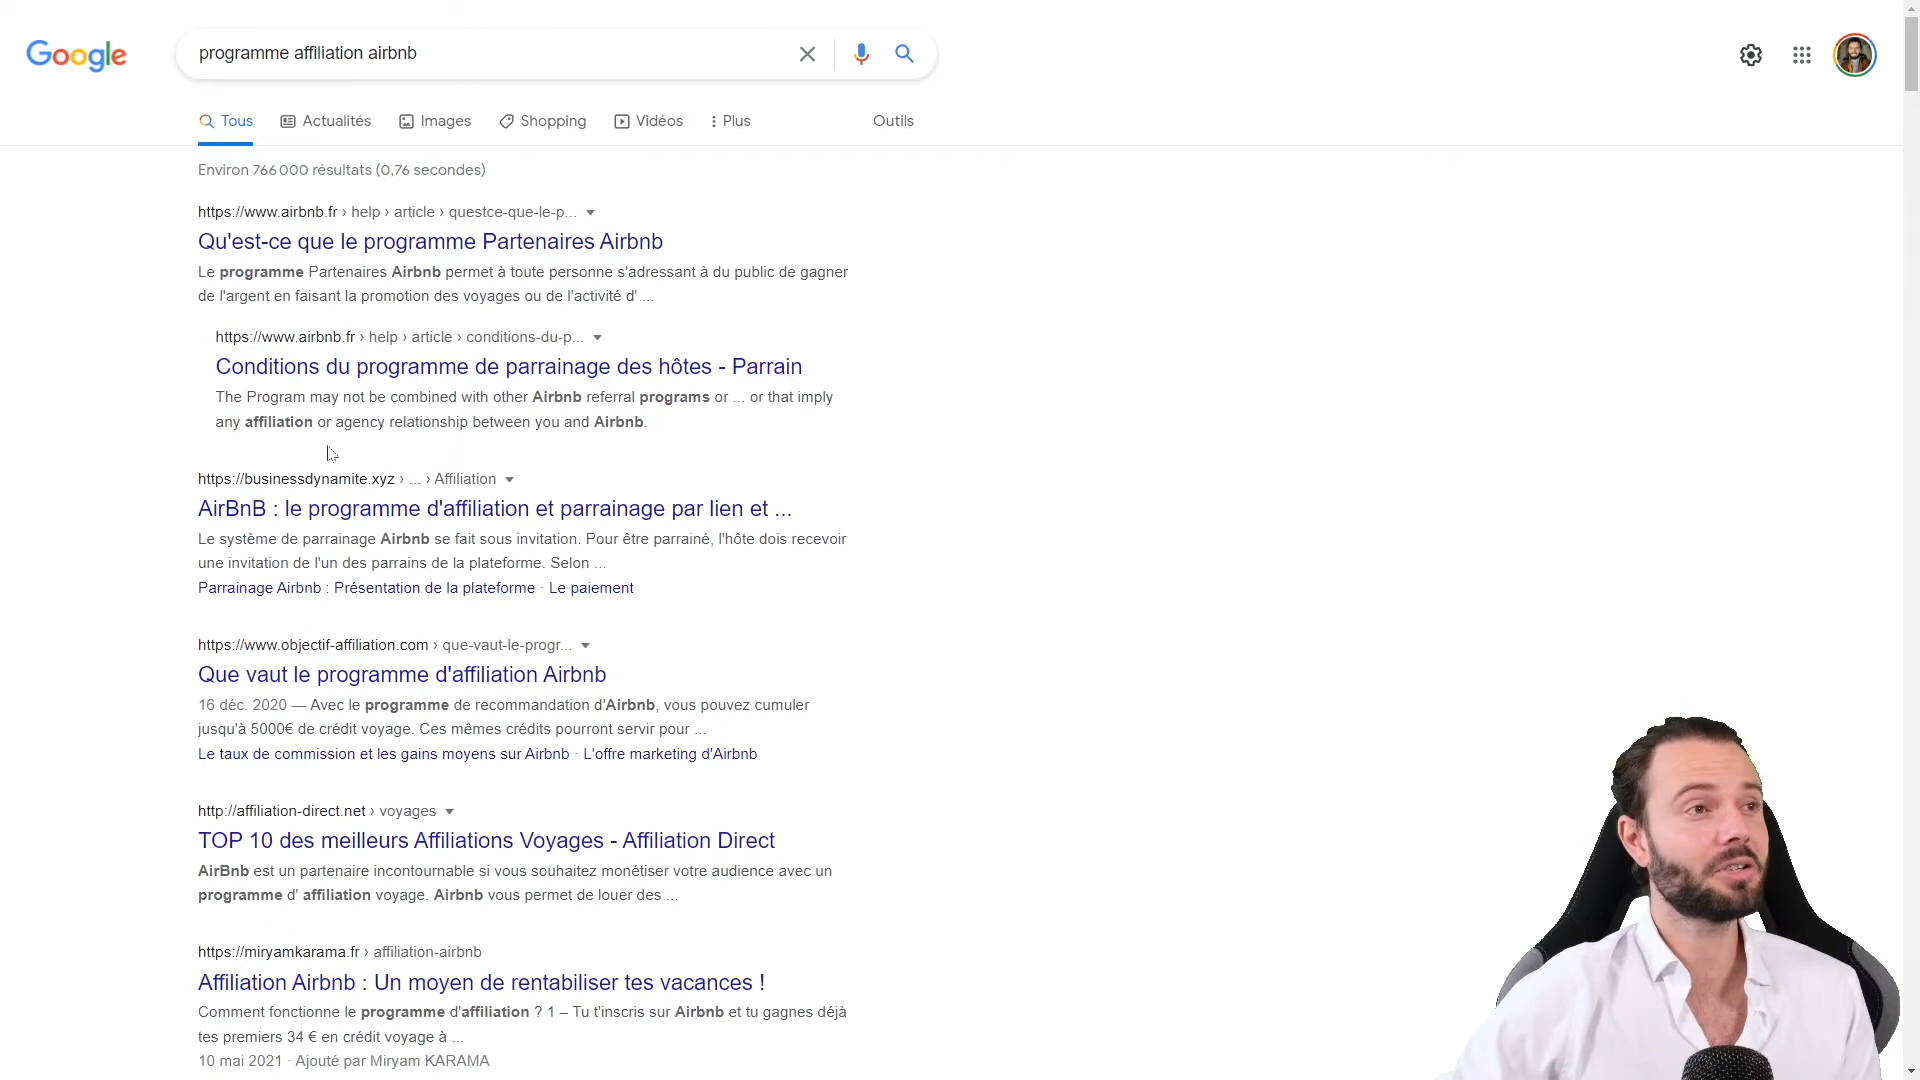 Google
programme affiliation airbnb
Tous
Actualités
Images
Shopping
Vidéos
Plus
Outils
Environ 766 000 résultats (0,76 secondes)
https://www.airbnb.fr › help › article › questce-que-le-p...
Qu'est-ce que le programme Partenaires Airbnb
Le programme Partenaires Airbnb permet à toute personne s'adressant à du public de gagner
de l'argent en faisant la promotion des voyages ou de l'activité d' ...
https://www.airbnb.fr › help › article › conditions-du-p...
Conditions du programme de parrainage des hôtes - Parrain
The Program may not be combined with other Airbnb referral programs or ... or that imply
any affiliation or agency relationship between you and Airbnb.
https://businessdynamite.xyz › ... › Affiliation
AirBnB : le programme d'affiliation et parrainage par lien et ...
Le système de parrainage Airbnb se fait sous invitation. Pour être parrainé, l'hôte dois recevoir
une invitation de l'un des parrains de la plateforme. Selon ...
Parrainage Airbnb : Présentation de la plateforme · Le paiement
https://www.objectif-affiliation.com › que-vaut-le-progr...
Que vaut le programme d'affiliation Airbnb
16 déc. 2020 — Avec le programme de recommandation d'Airbnb, vous pouvez cumuler
jusqu'à 5000€ de crédit voyage. Ces mêmes crédits pourront servir pour ...
Le taux de commission et les gains moyens sur Airbnb · L'offre marketing d'Airbnb
http://affiliation-direct.net › voyages
TOP 10 des meilleurs Affiliations Voyages - Affiliation Direct
AirBnb est un partenaire incontournable si vous souhaitez monétiser votre audience avec un
programme d' affiliation voyage. Airbnb vous permet de louer des ...
https://miryamkarama.fr › affiliation-airbnb
Affiliation Airbnb : Un moyen de rentabiliser tes vacances !
Comment fonctionne le programme d'affiliation ? 1 – Tu t'inscris sur Airbnb et tu gagnes déjà
tes premiers 34 € en crédit voyage à ...
10 mai 2021 · Ajouté par Miryam KARAMA